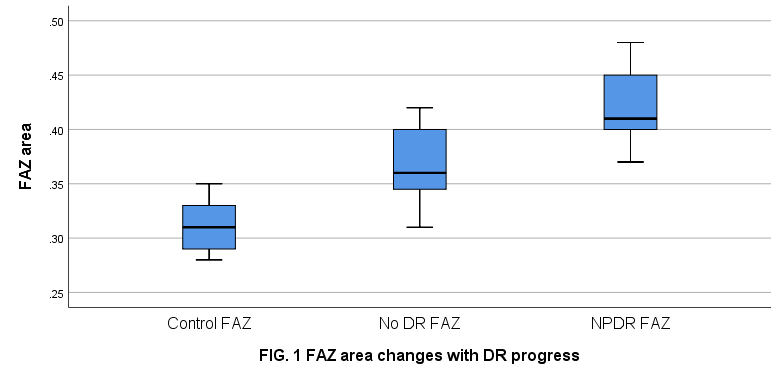 .50
.45
.40
.35
.30
.25
FAZ area
Control FAZ
No DR FAZ
NPDR FAZ
FIG. 1 FAZ area changes with DR progress